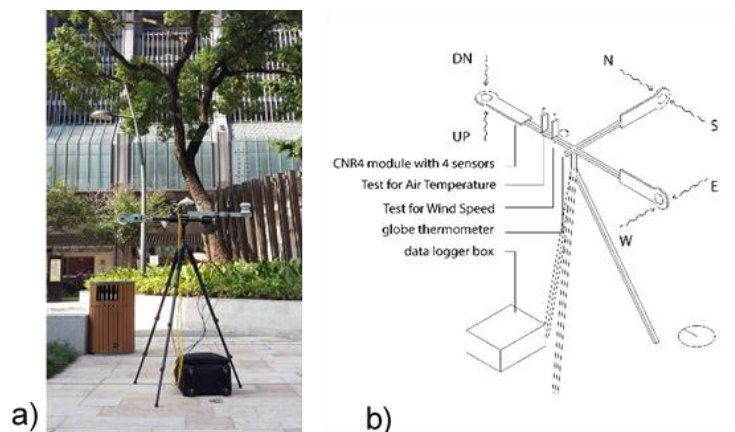 DN
N
S
UP
CNR4 module with 4 sensors
Test for Air Temperature
E
Test for Wind Speed
globe thermometer
W
data logger box
a)
b)